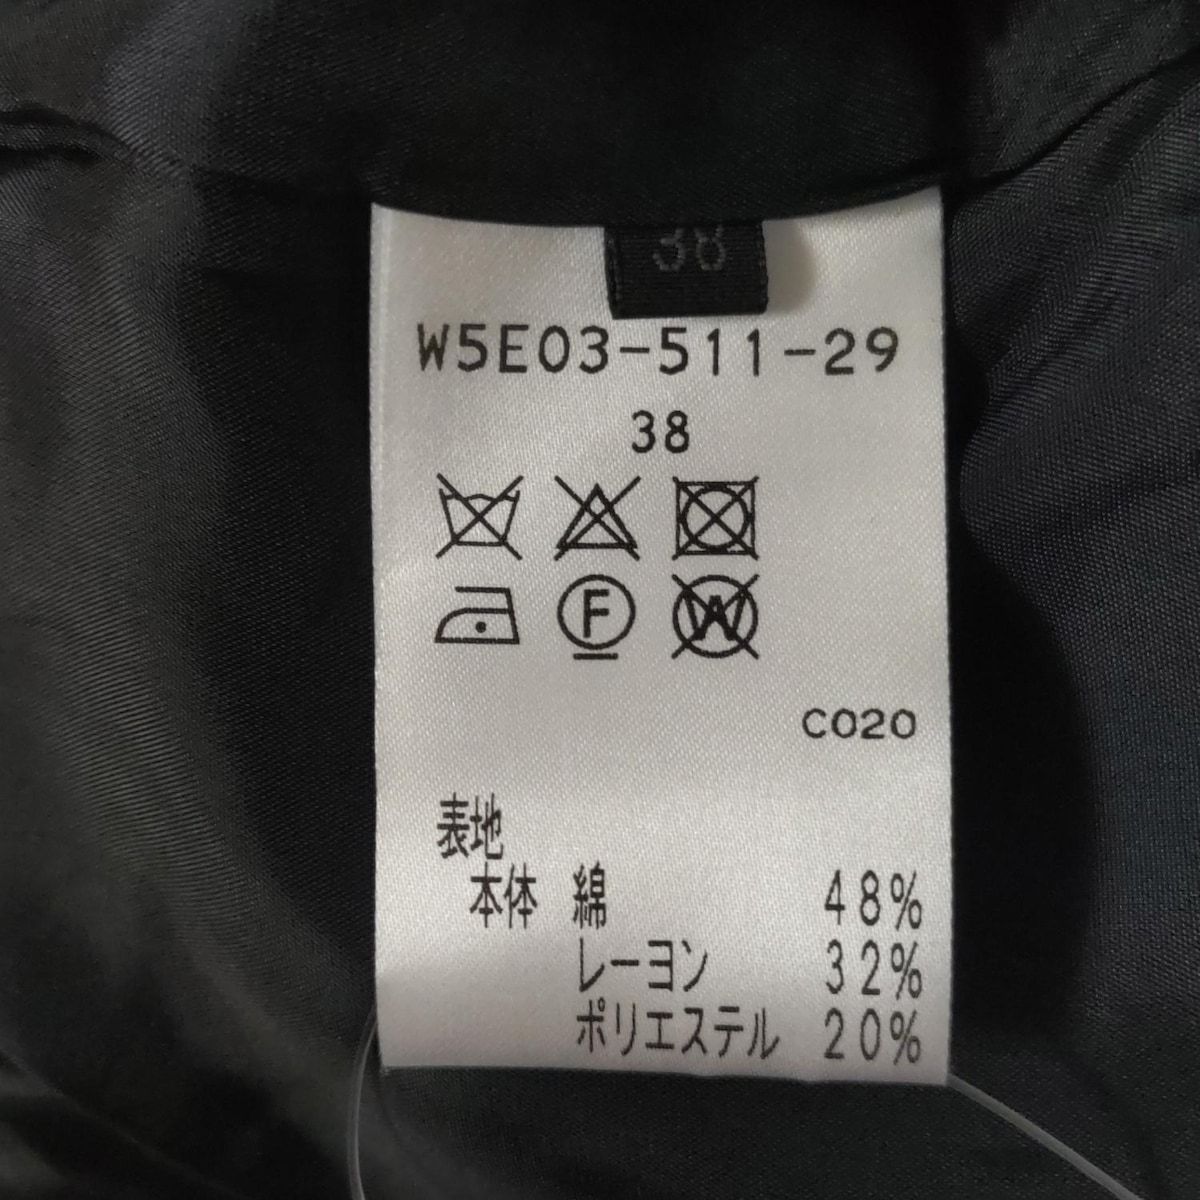 38
W5E03-511-29
38
F W
C020
表地
本体 綿 48%
レーヨン 32%
ポリエステル 20%